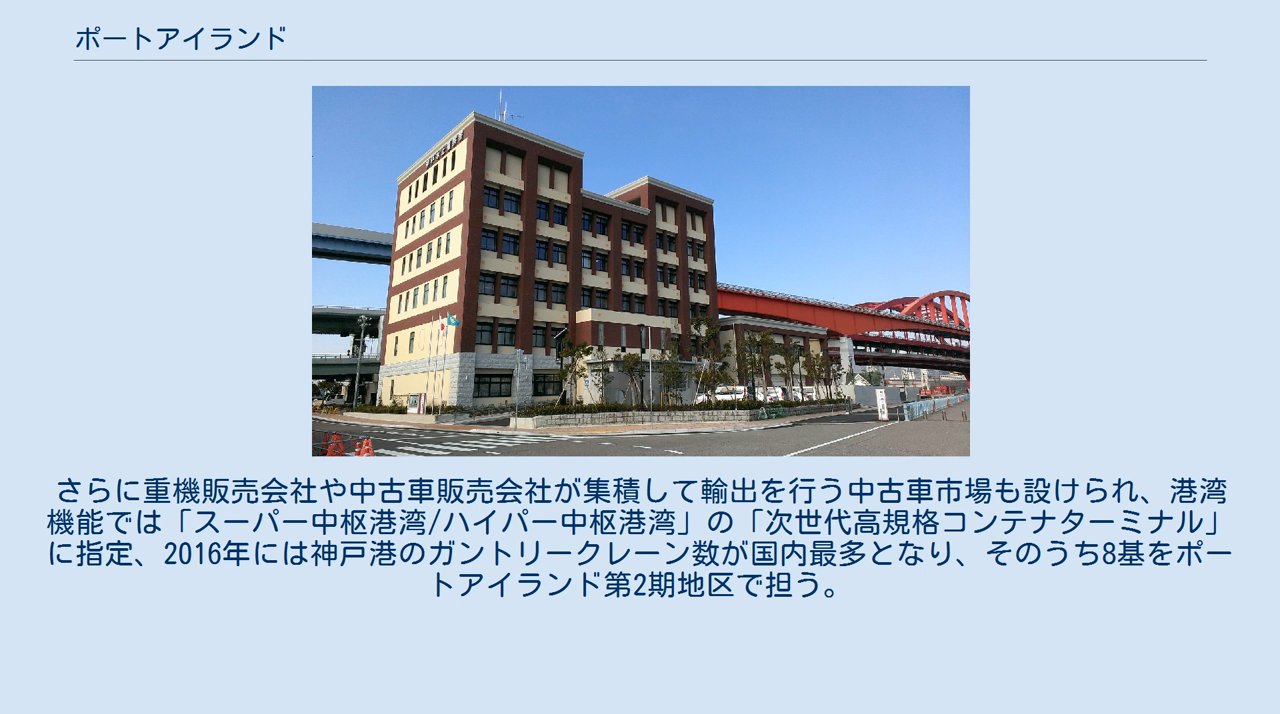 ポートアイランド
さらに重機販売会社や中古車販売会社が集積して輸出を行う中古車市場も設けられ、港湾
機能では「スーパー中枢港湾/ハイパー中枢港湾」の「次世代高規格コンテナターミナル」
に指定、2016年には神戸港のガントリークレーン数が国内最多となり、そのうち8基をポー
トアイランド第2期地区で担う。